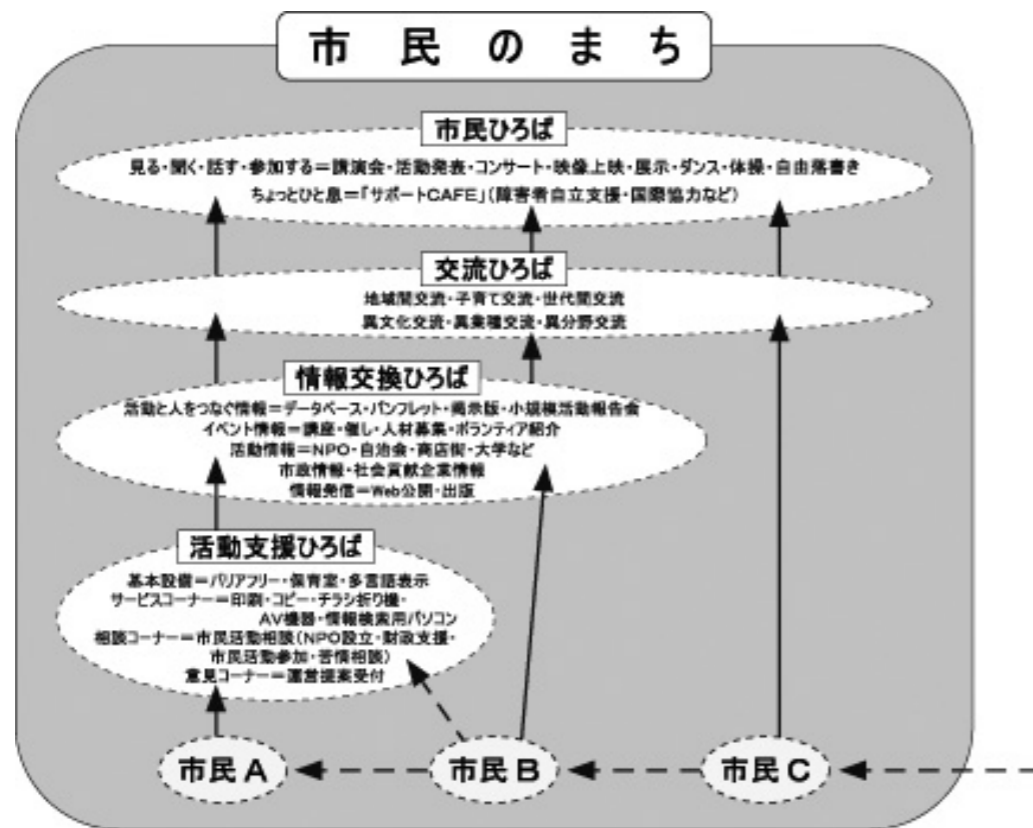 市民のまち
市民ひろば
見る・聞く・話す・参加する＝講演会・活動発表・コンサート・映像上映・展示・ダンス・体操・自由落書き
ちょっとひと息＝「サポートCAFE」（障害者自立支援・国際協力など）
交流ひろば
地域間交流・子育て交流・世代間交流
異文化交流・異業種交流・異分野交流
情報交換ひろば
活動と人をつなぐ情報＝データベース・パンフレット・掲示版・小規模活動報告会
イベント情報＝講座・催し・人材募集・ボランティア紹介
活動情報＝NPO・自治会・商店街・大学など
市政情報・社会貢献企業情報
情報発信＝Web公開・出版
活動支援ひろば
基本設備＝バリアフリー・保育室・多言語表示
サービスコーナー＝印刷・コピー・チラシ折り機・
AV機器・情報検索用パソコン
相談コーナー＝市民活動相談（NPO設立・財政支援・
市民活動参加・苦情相談）
意見コーナー＝運営提案受付
市民A
市民B
市民C